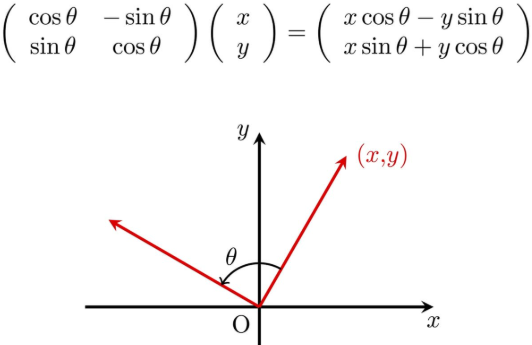 ( cos θ − sin θ ) ( x ) = ( x cos θ − y sin θ )
( sin θ cos θ ) ( y ) = ( x sin θ + y cos θ )
y
(x,y)
θ
O
x